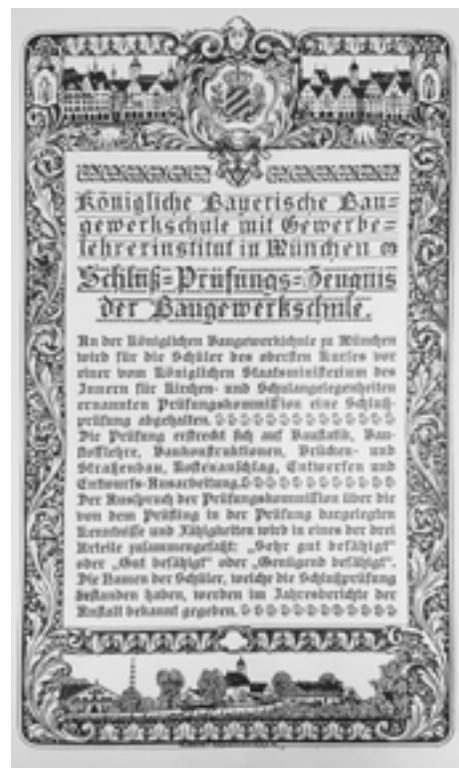 Königliche Bayerische Bau=
gewerkschule mit Gewerbe=
lehrerinstitut in München
Schluß=Prüfungs=Zeugnis
der Baugewerkschule.
An der Königlichen Baugewerkschule zu München
wird für die Schüler des obersten Kurses vor
einer vom Königlichen Staatsministerium des
Innern für Kirchen- und Schulangelegenheiten
ernannten Prüfungskommission eine Schluß-
prüfung abgehalten.
Die Prüfung erstreckt sich auf Baustatik, Bau-
stofflehre, Baukonstruktionen, Brücken- und
Straßenbau, Kostenanschlag, Entwerfen und
Entwurfs-Ausarbeitung.
Der Ausspruch der Prüfungskommission über die
von dem Prüfling in der Prüfung dargelegten
Kenntnisse und Fähigkeiten wird in eines der drei
Urteile zusammengefaßt: „Sehr gut befähigt“
oder „Gut befähigt“ oder „Genügend befähigt“.
Die Namen der Schüler, welche die Schlußprüfung
bestanden haben, werden im Jahresberichte der
Anstalt bekannt gegeben.